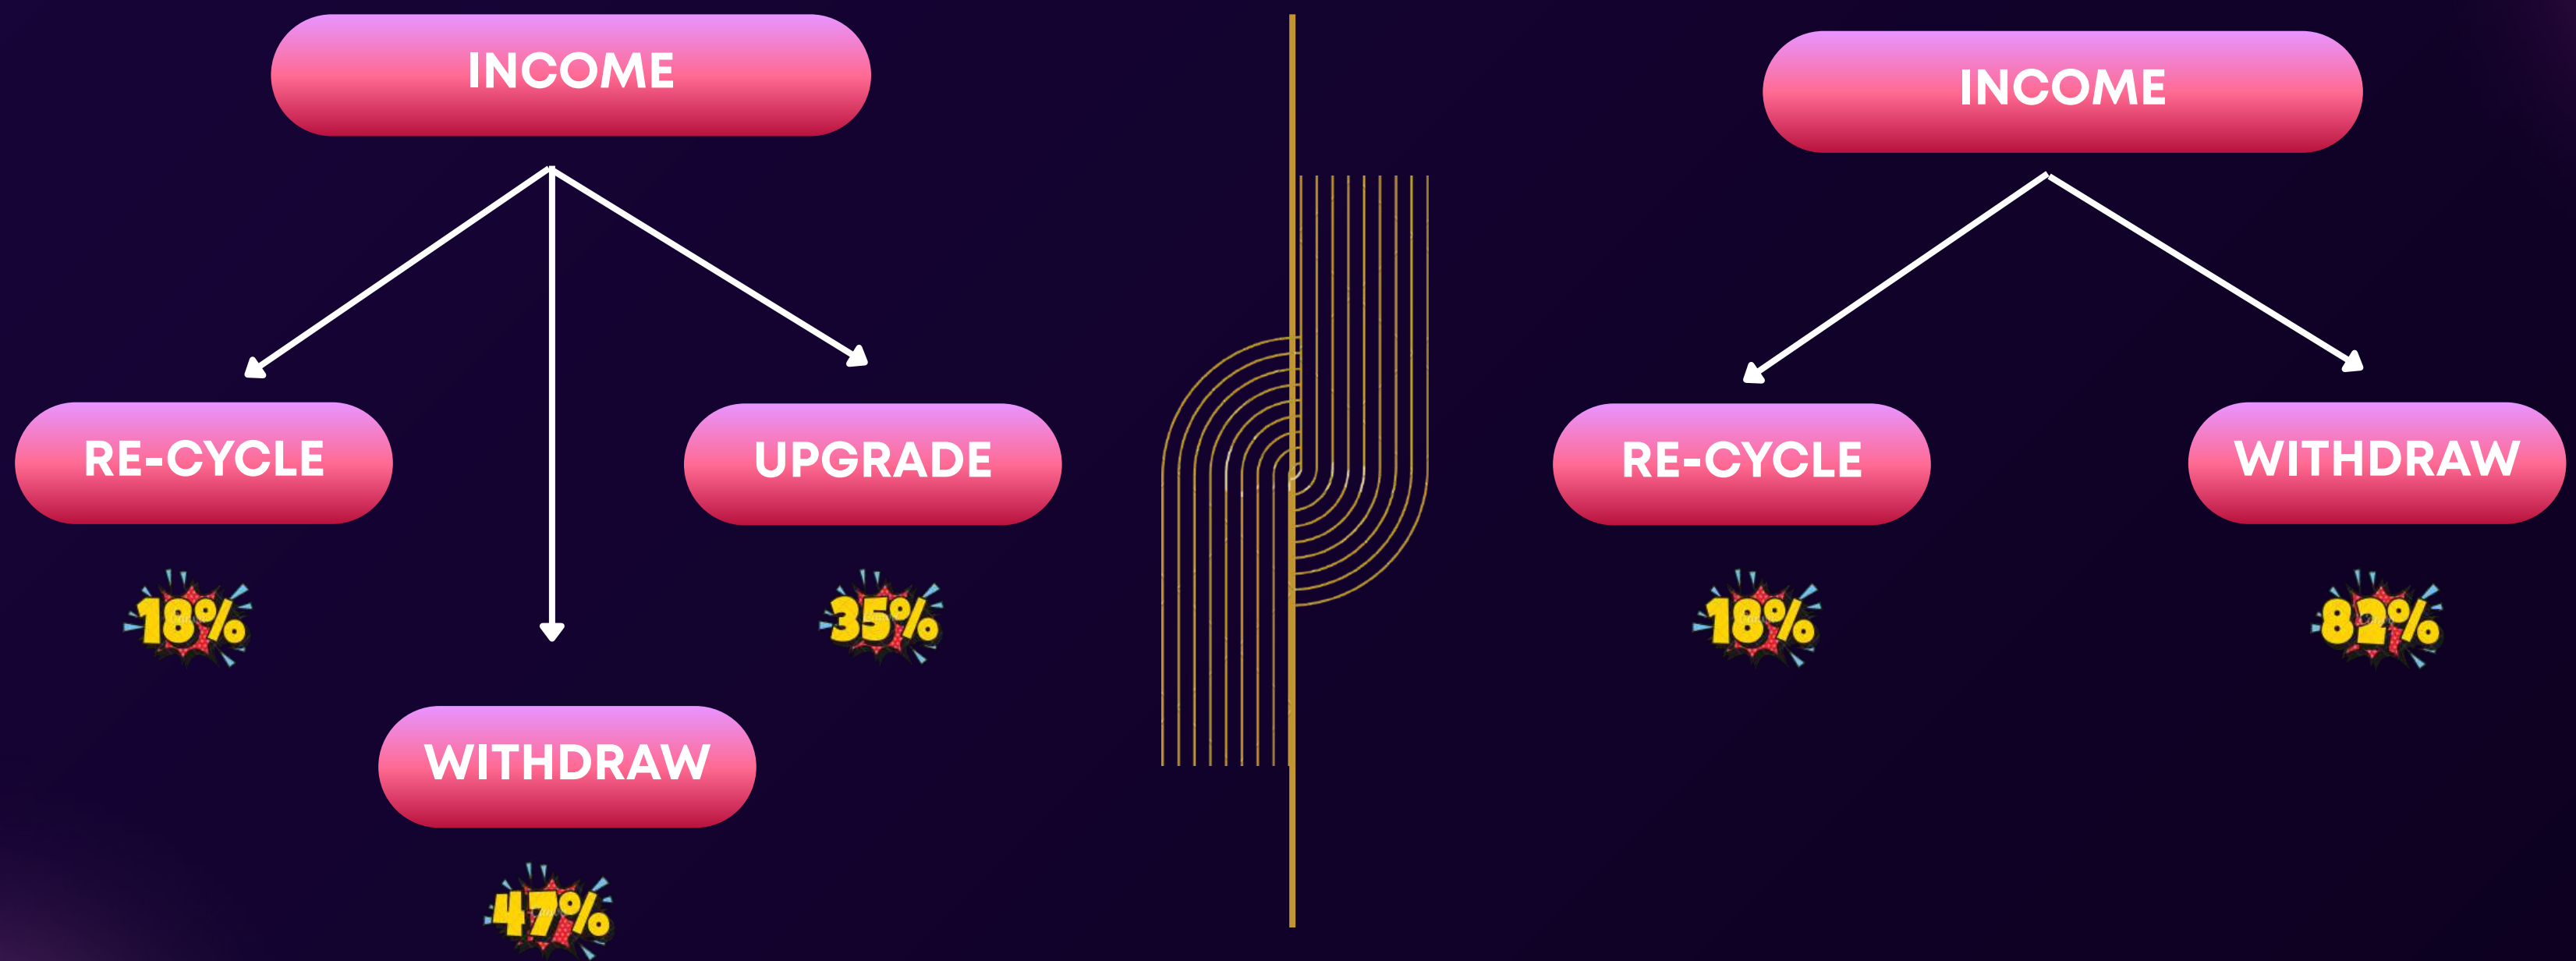 INCOME
RE-CYCLE
UPGRADE
18%
35%
WITHDRAW
47%
INCOME
RE-CYCLE
WITHDRAW
18%
82%